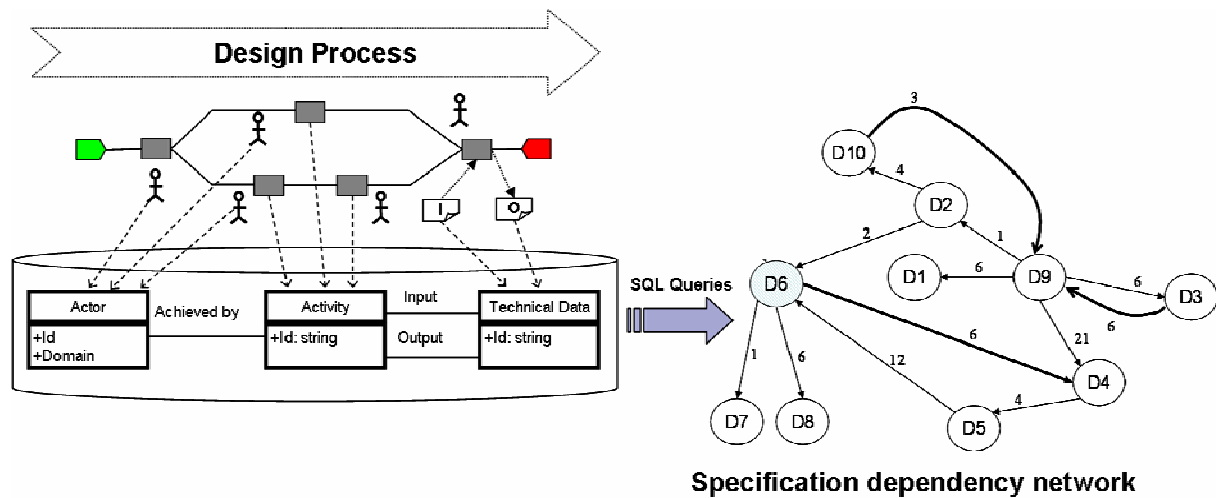 Design Process
I
O
Actor
+Id
+Domain
Achieved by
Activity
+Id: string
Input
Output
Technical Data
+Id: string
SQL Queries
3
D10
4
D2
2
1
D1
6
D9
6
D3
6
D6
21
6
12
D4
1
6
4
D7
D8
D5
Specification dependency network